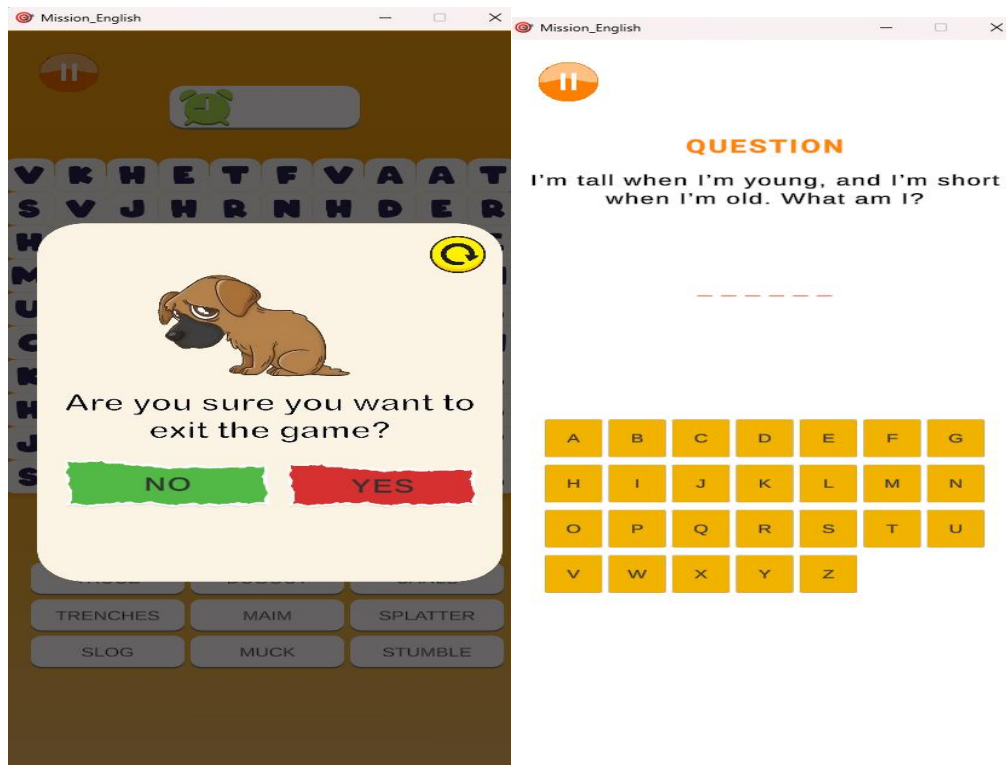 Mission_English
V K H E T F V A A T
S V J H R N H D E R
H
M
U
C
K
H
J
S
Are you sure you want to
exit the game?
NO YES
TRENCHES MAIM SPLATTER
SLOG MUCK STUMBLE
Mission_English
QUESTION
I'm tall when I'm young, and I'm short
when I'm old. What am I?
_ _ _ _ _ _
A B C D E F G
H I J K L M N
O P Q R S T U
V W X Y Z